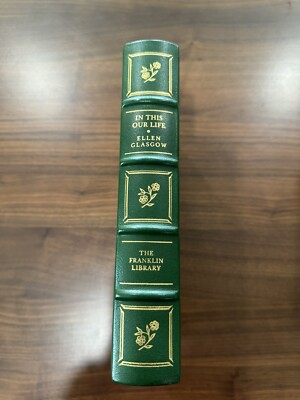 IN THIS
OUR LIFE
ELLEN
GLASGOW
THE
FRANKLIN
LIBRARY